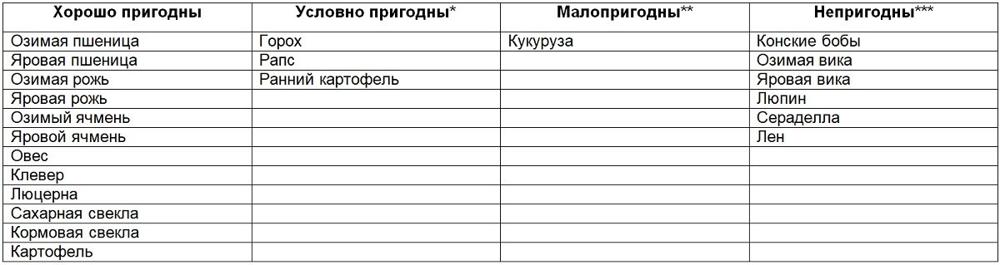 Хорошо пригодны Условно пригодны* Малопригодны** Непригодны***
Озимая пшеница Горох Кукуруза Конские бобы
Яровая пшеница Рапс Озимая вика
Озимая рожь Ранний картофель Яровая вика
Яровая рожь Люпин
Озимый ячмень Сераделла
Яровой ячмень Лен
Овес
Клевер
Люцерна
Сахарная свекла
Кормовая свекла
Картофель